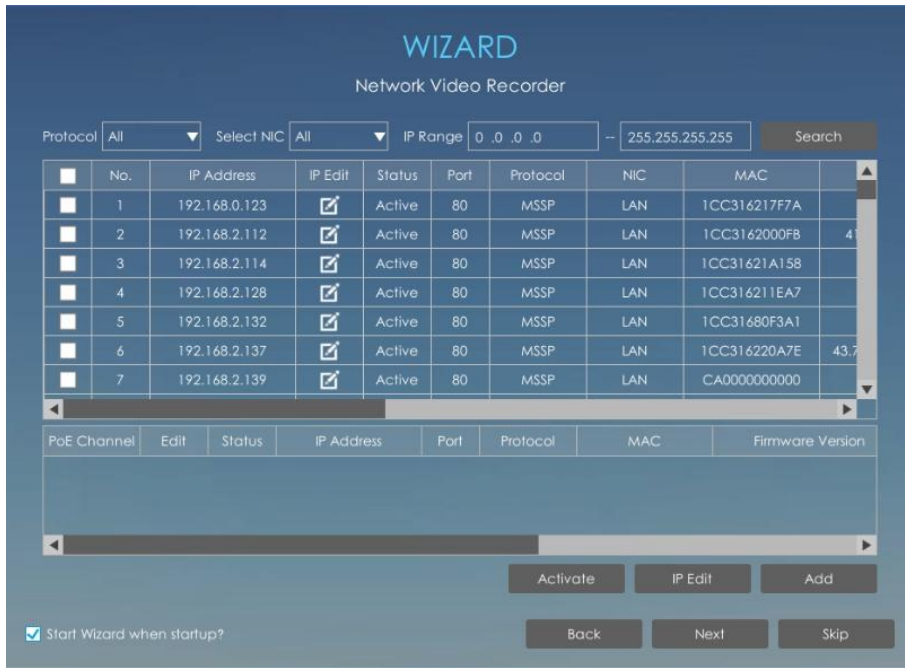 WIZARD
Network Video Recorder
Protocol All Select NIC All IP Range 0 .0 .0 .0 -- 255.255.255.255 Search
No. IP Address IP Edit Status Port Protocol NIC MAC
1 192.168.0.123 Active 80 MSSP LAN 1CC316217F7A
2 192.168.2.112 Active 80 MSSP LAN 1CC3162000FB 41
3 192.168.2.114 Active 80 MSSP LAN 1CC31621A158
4 192.168.2.128 Active 80 MSSP LAN 1CC316211EA7
5 192.168.2.132 Active 80 MSSP LAN 1CC31680F3A1
6 192.168.2.137 Active 80 MSSP LAN 1CC316220A7E 43.7
7 192.168.2.139 Active 80 MSSP LAN CA0000000000
PoE Channel Edit Status IP Address Port Protocol MAC Firmware Version
Activate IP Edit Add
Start Wizard when startup? Back Next Skip